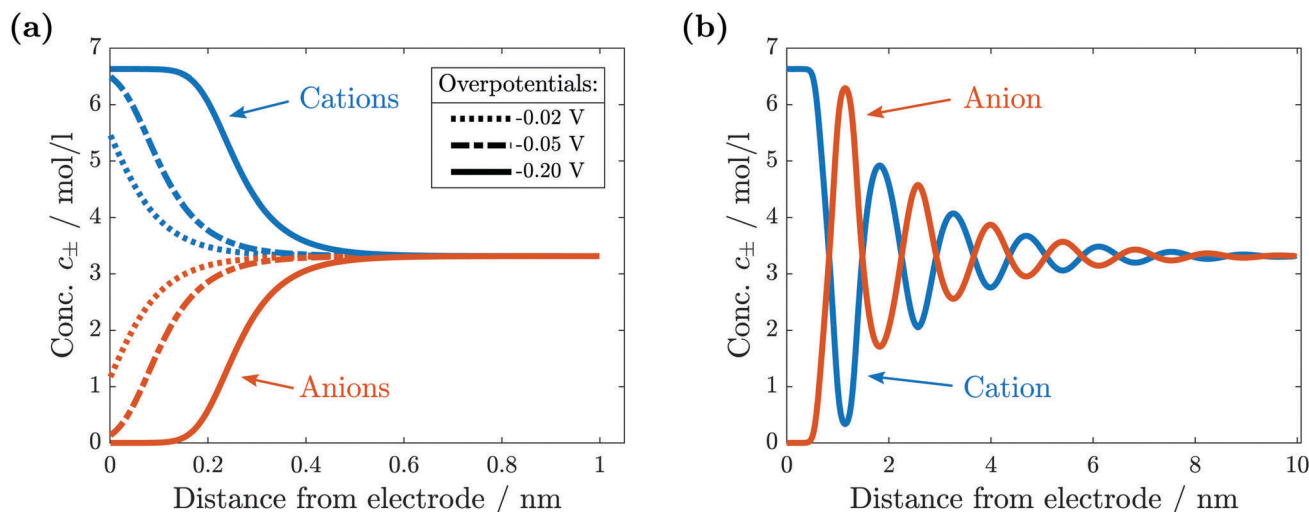 (a)
7
6
5
4
3
2
1
0
Conc. c± / mol/l
Cations
Anions
Overpotentials:
-0.02 V
-0.05 V
-0.20 V
0 0.2 0.4 0.6 0.8 1
Distance from electrode / nm
(b)
7
6
5
4
3
2
1
0
Conc. c± / mol/l
Anion
Cation
0 2 4 6 8 10
Distance from electrode / nm